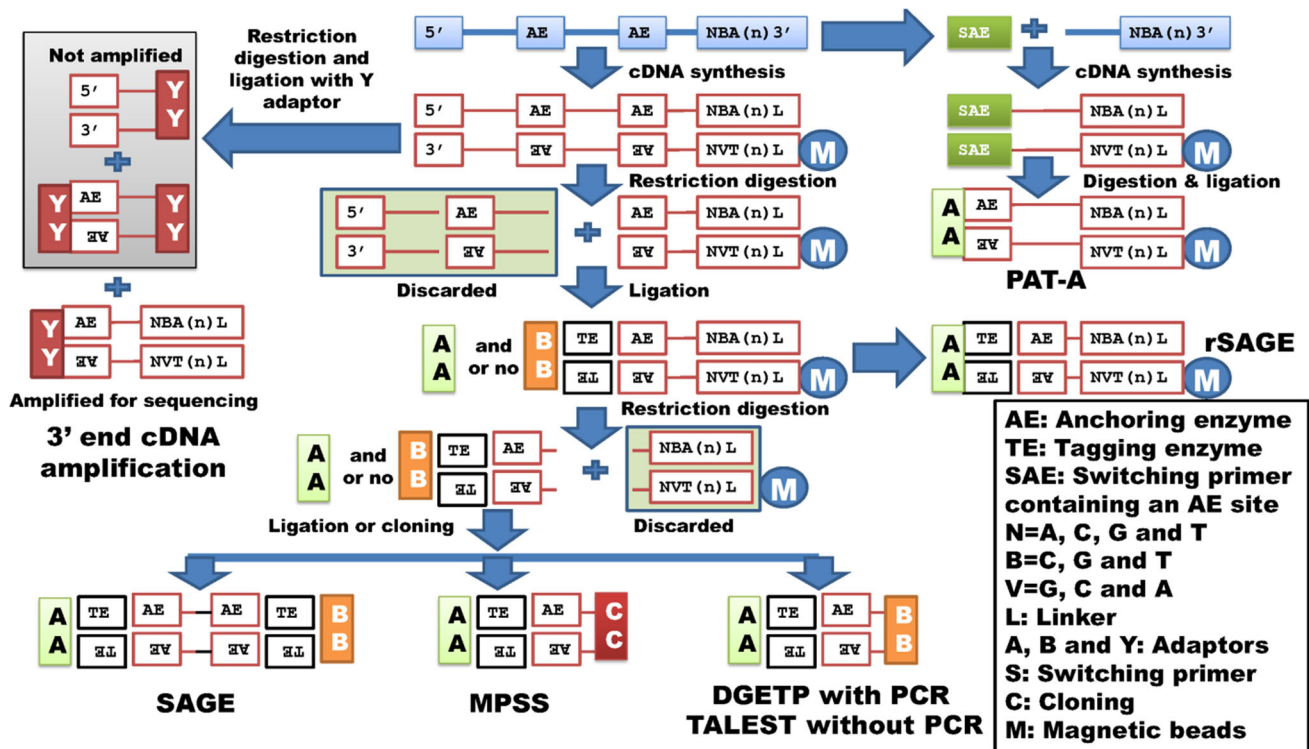 Not amplified
5′
3′
Y
Y
AE
AE
Y
Y
Y
Y
Y
Y
AE
NBA(n)L
AE
NVT(n)L
Amplified for sequencing
3’ end cDNA
amplification
Restriction
digestion and
ligation with Y
adaptor
5′
AE
AE
NBA(n)3′
cDNA synthesis
5′
AE
AE
NBA(n)L
3′
AE
AE
NVT(n)L
M
Restriction digestion
5′
AE
3′
AE
Discarded
AE
NBA(n)L
AE
NVT(n)L
M
Ligation
A
A
and
or no
B
B
TE
AE
NBA(n)L
TE
AE
NVT(n)L
M
Restriction digestion
A
A
and
or no
B
B
TE
AE
TE
AE
NBA(n)L
NVT(n)L
M
Discarded
Ligation or cloning
A
A
TE
AE
AE
TE
TE
AE
AE
TE
B
B
SAGE
A
A
TE
AE
TE
AE
C
C
MPSS
A
A
TE
AE
TE
AE
B
B
DGETP with PCR
TALEST without PCR
SAE
NBA(n)3′
cDNA synthesis
SAE
NBA(n)L
SAE
NVT(n)L
M
Digestion & ligation
A
A
AE
NBA(n)L
AE
NVT(n)L
M
PAT-A
A
A
TE
AE
NBA(n)L
TE
AE
NVT(n)L
M
rSAGE
AE: Anchoring enzyme
TE: Tagging enzyme
SAE: Switching primer
containing an AE site
N=A, C, G and T
B=C, G and T
V=G, C and A
L: Linker
A, B and Y: Adaptors
S: Switching primer
C: Cloning
M: Magnetic beads